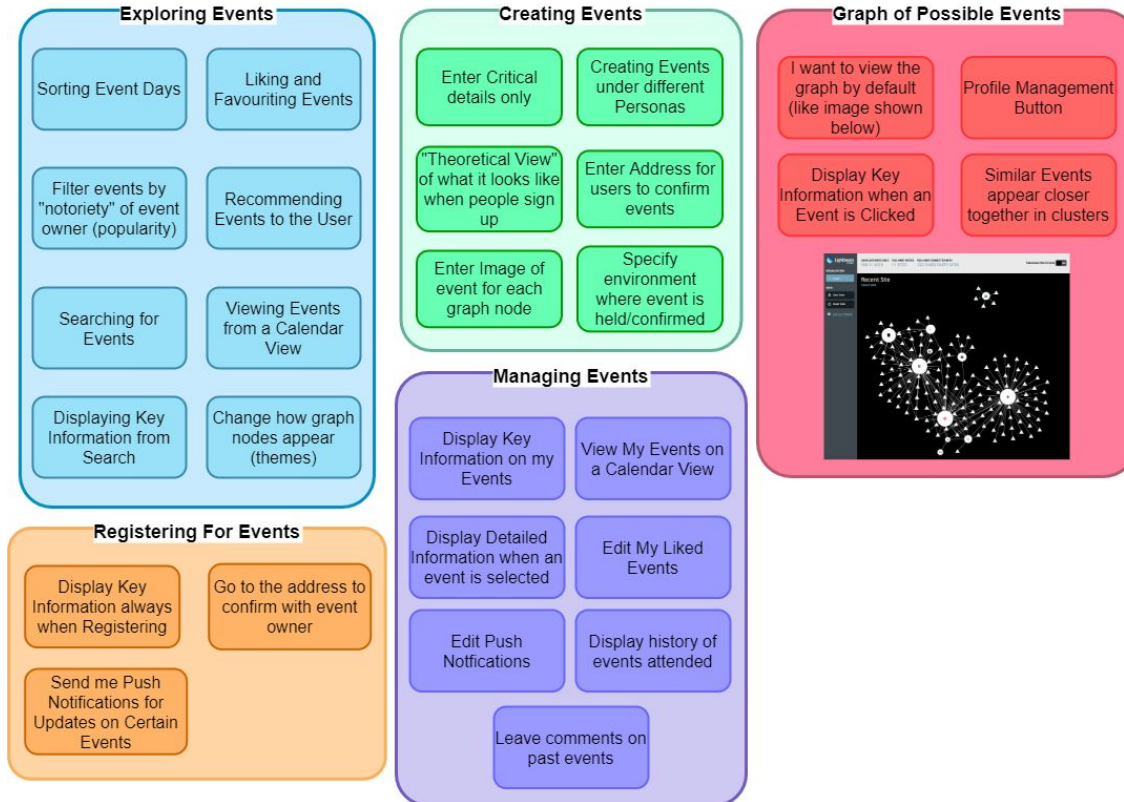 Exploring Events
Sorting Event Days
Liking and
Favouriting Events
Filter events by
"notoriety" of event
owner (popularity)
Recommending
Events to the User
Searching for
Events
Viewing Events
from a Calendar
View
Displaying Key
Information from
Search
Change how graph
nodes appear
(themes)
Creating Events
Enter Critical
details only
Creating Events
under different
Personas
"Theoretical View"
of what it looks like
when people sign
up
Enter Address for
users to confirm
events
Enter Image of
event for each
graph node
Specify
environment
where event is
held/confirmed
Graph of Possible Events
I want to view the
graph by default
(like image shown
below)
Profile Management
Button
Display Key
Information when an
Event is Clicked
Similar Events
appear closer
together in clusters
Lightbeam
Recent Site
Registering For Events
Display Key
Information always
when Registering
Go to the address to
confirm with event
owner
Send me Push
Notifications for
Updates on Certain
Events
Managing Events
Display Key
Information on my
Events
View My Events on
a Calendar View
Display Detailed
Information when an
event is selected
Edit My Liked
Events
Edit Push
Notfications
Display history of
events attended
Leave comments on
past events